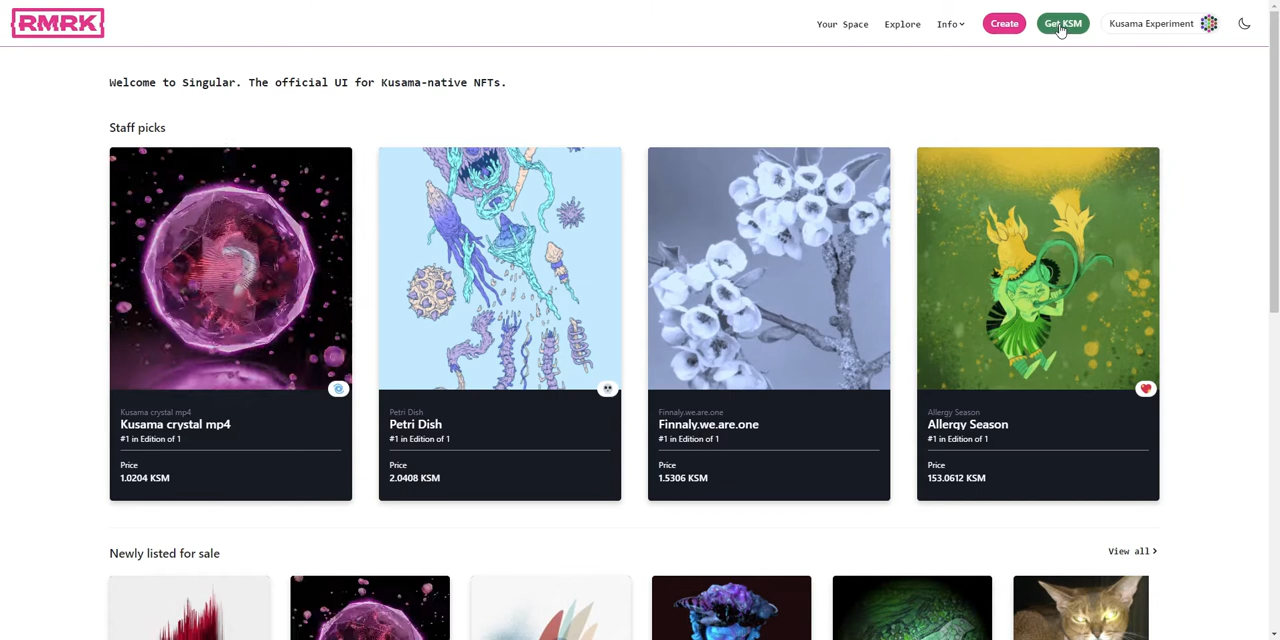 RMRK
Your Space
Explore
Info
Create
Get KSM
Kusama Experiment
Welcome to Singular. The official UI for Kusama-native NFTs.
Staff picks
Kusama crystal mp4
Kusama crystal mp4
#1 in Edition of 1
Price
1.0204 KSM
Petri Dish
Petri Dish
#1 in Edition of 1
Price
2.0408 KSM
Finnaly.we.are.one
Finnaly.we.are.one
#1 in Edition of 1
Price
1.5306 KSM
Allergy Season
Allergy Season
#1 in Edition of 1
Price
153.0612 KSM
Newly listed for sale
View all